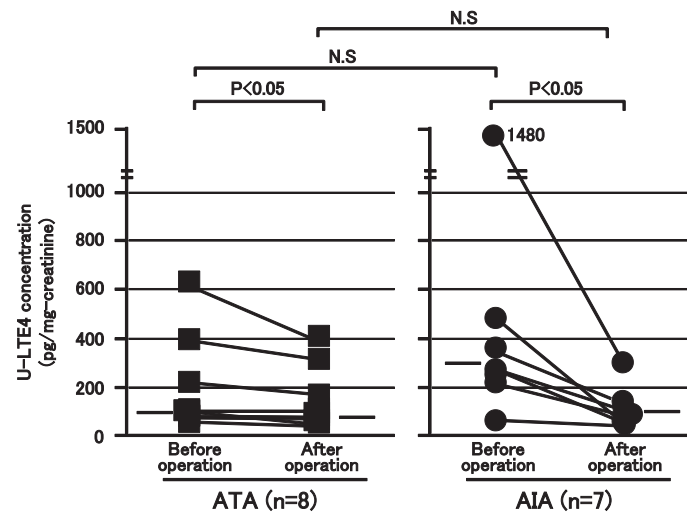 N.S
N.S
P<0.05
P<0.05
U-LTE4 concentration
(pg/mg-creatinine)
1500
1000
800
600
400
200
0
1480
Before
operation
After
operation
Before
operation
After
operation
ATA (n=8)
AIA (n=7)